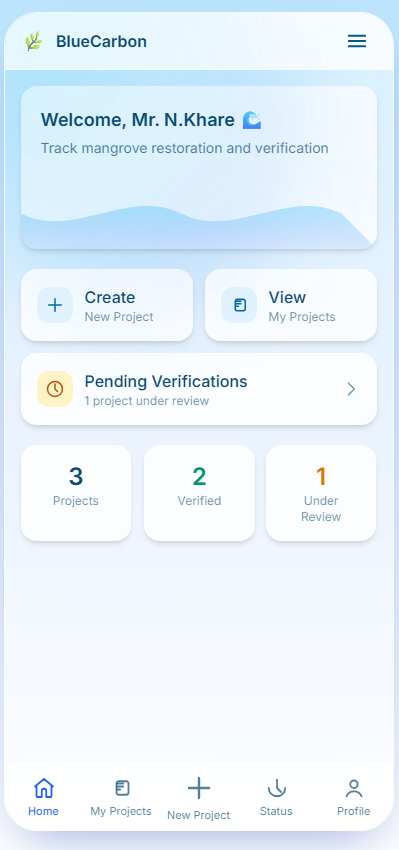 BlueCarbon
Welcome, Mr. N.Khare 🌊
Track mangrove restoration and verification
Create
New Project
View
My Projects
Pending Verifications
1 project under review
3
Projects
2
Verified
1
Under
Review
Home
My Projects
New Project
Status
Profile